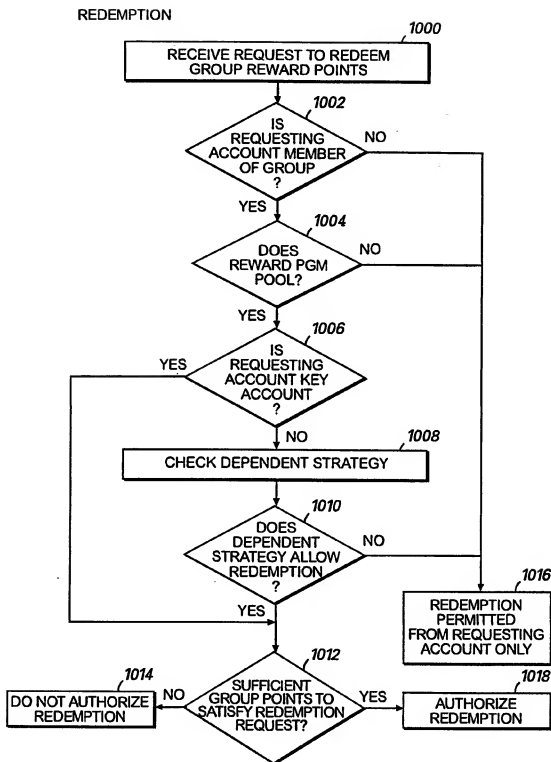 REDEMPTION
1000
RECEIVE REQUEST TO REDEEM
GROUP REWARD POINTS
1002
IS
REQUESTING
ACCOUNT MEMBER
OF GROUP
?
NO
YES
1004
DOES
REWARD PGM
POOL?
NO
YES
1006
IS
REQUESTING
ACCOUNT KEY
ACCOUNT
?
YES
NO
1008
CHECK DEPENDENT STRATEGY
1010
DOES
DEPENDENT
STRATEGY ALLOW
REDEMPTION
?
NO
YES
1016
REDEMPTION
PERMITTED
FROM REQUESTING
ACCOUNT ONLY
1012
SUFFICIENT
GROUP POINTS TO
SATISFY REDEMPTION
REQUEST?
NO
YES
1014
DO NOT AUTHORIZE
REDEMPTION
1018
AUTHORIZE
REDEMPTION